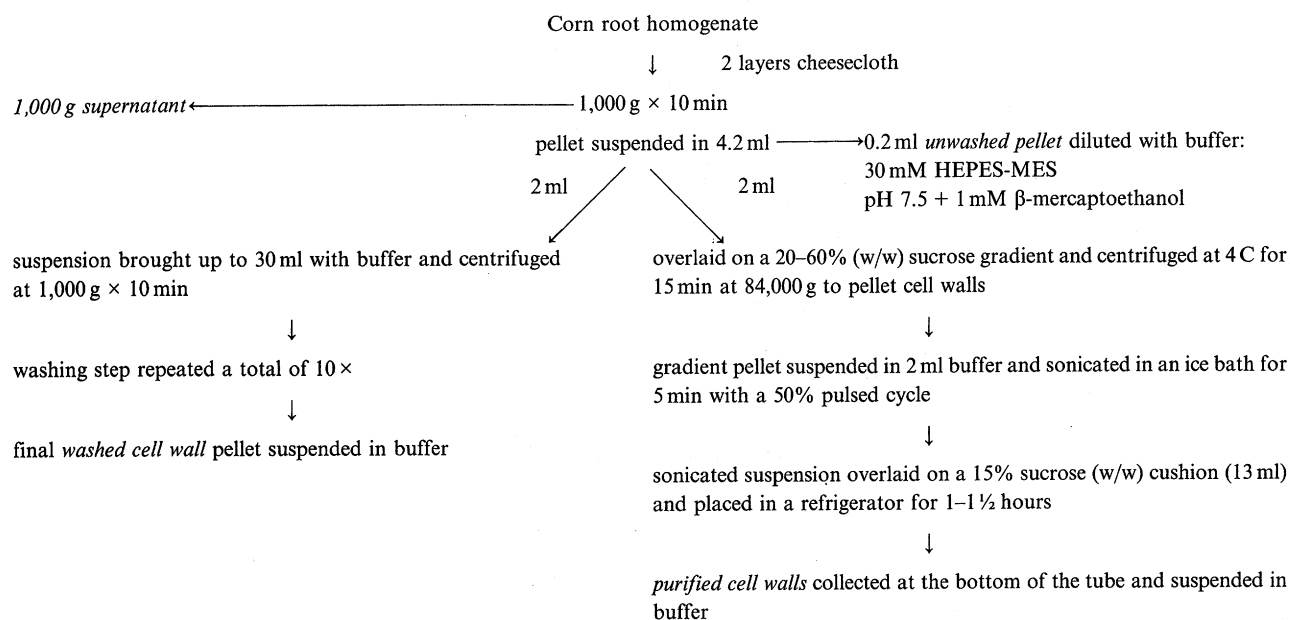 Corn root homogenate
↓ 2 layers cheesecloth
1,000 g supernatant ← 1,000 g × 10 min
pellet suspended in 4.2 ml → 0.2 ml unwashed pellet diluted with buffer:
30 mM HEPES-MES
pH 7.5 + 1 mM β-mercaptoethanol
2 ml 2 ml
suspension brought up to 30 ml with buffer and centrifuged
at 1,000 g × 10 min
↓
washing step repeated a total of 10 ×
↓
final washed cell wall pellet suspended in buffer
overlaid on a 20–60% (w/w) sucrose gradient and centrifuged at 4 C for
15 min at 84,000 g to pellet cell walls
↓
gradient pellet suspended in 2 ml buffer and sonicated in an ice bath for
5 min with a 50% pulsed cycle
↓
sonicated suspension overlaid on a 15% sucrose (w/w) cushion (13 ml)
and placed in a refrigerator for 1–1 ½ hours
↓
purified cell walls collected at the bottom of the tube and suspended in
buffer